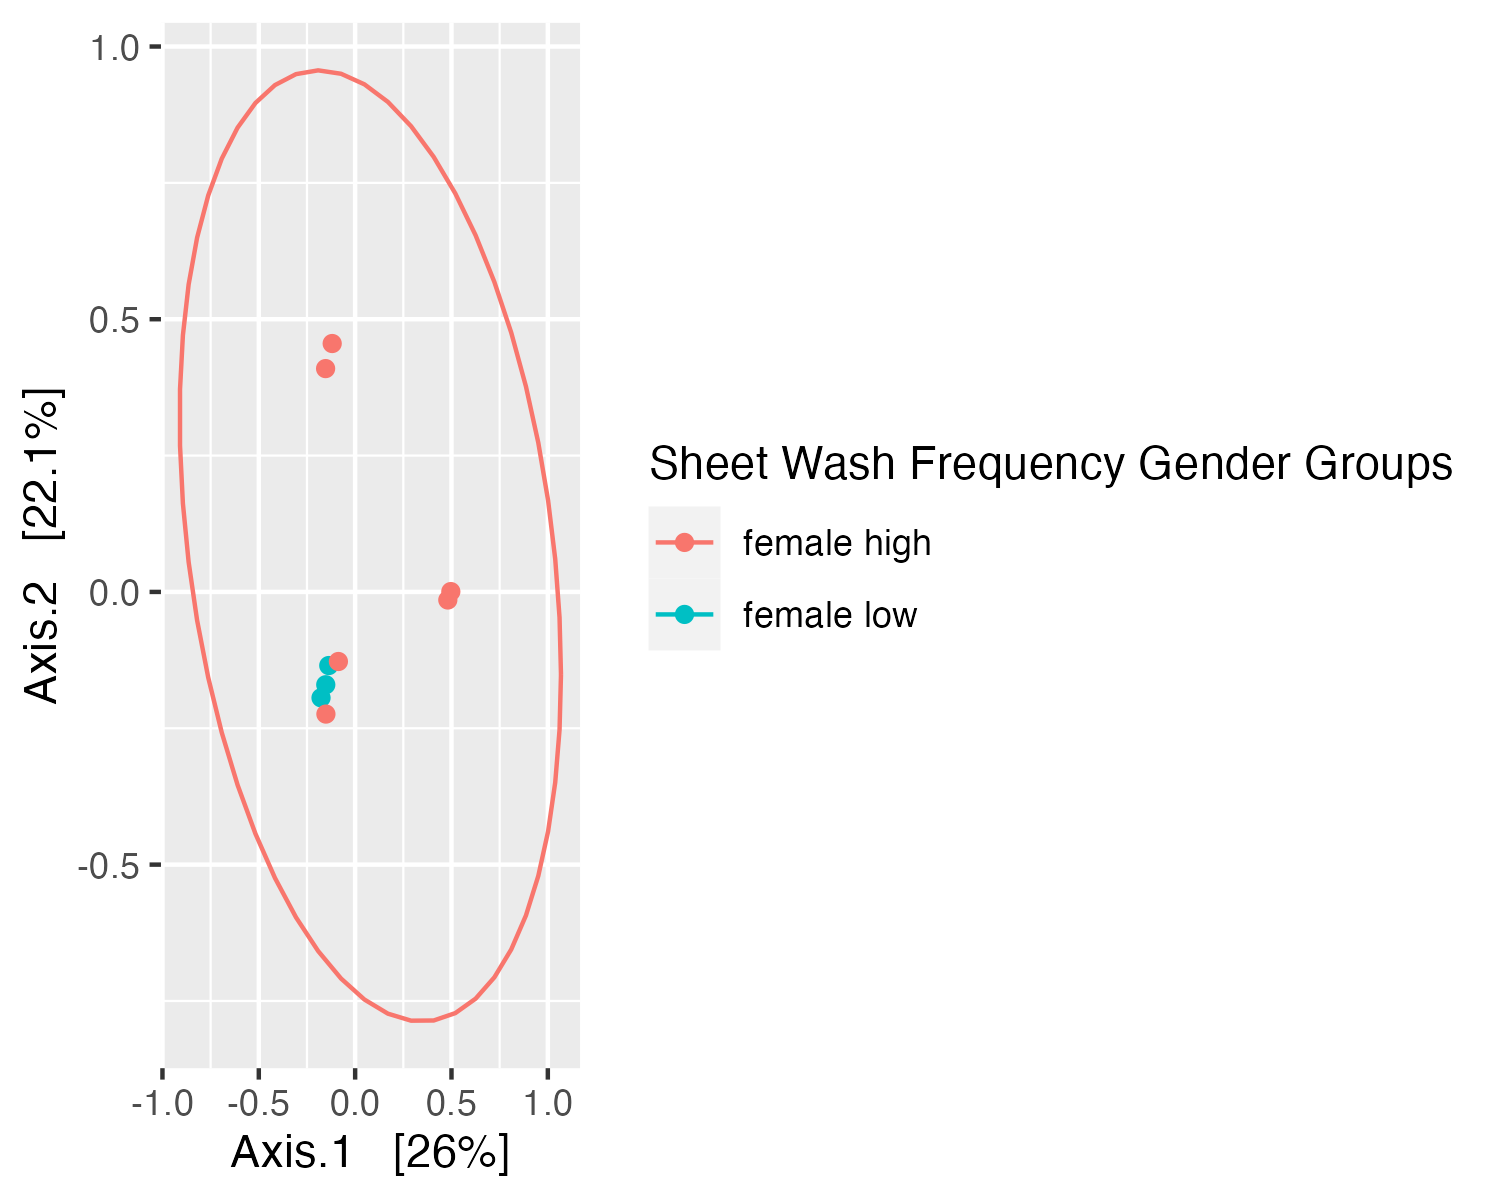 1.0
0.5
0.0
-0.5
Axis.2 [22.1%]
-1.0 -0.5 0.0 0.5 1.0
Axis.1 [26%]
Sheet Wash Frequency Gender Groups
female high
female low